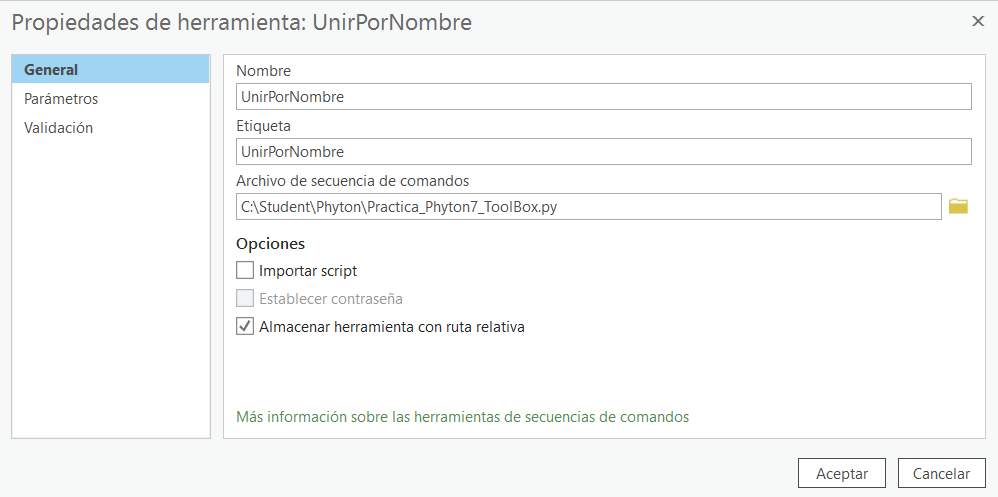 Propiedades de herramienta: UnirPorNombre
General
Parámetros
Validación
Nombre
UnirPorNombre
Etiqueta
UnirPorNombre
Archivo de secuencia de comandos
C:\Student\Phyton\Practica_Phyton7_ToolBox.py
Opciones
Importar script
Establecer contraseña
Almacenar herramienta con ruta relativa
Más información sobre las herramientas de secuencias de comandos
Aceptar Cancelar